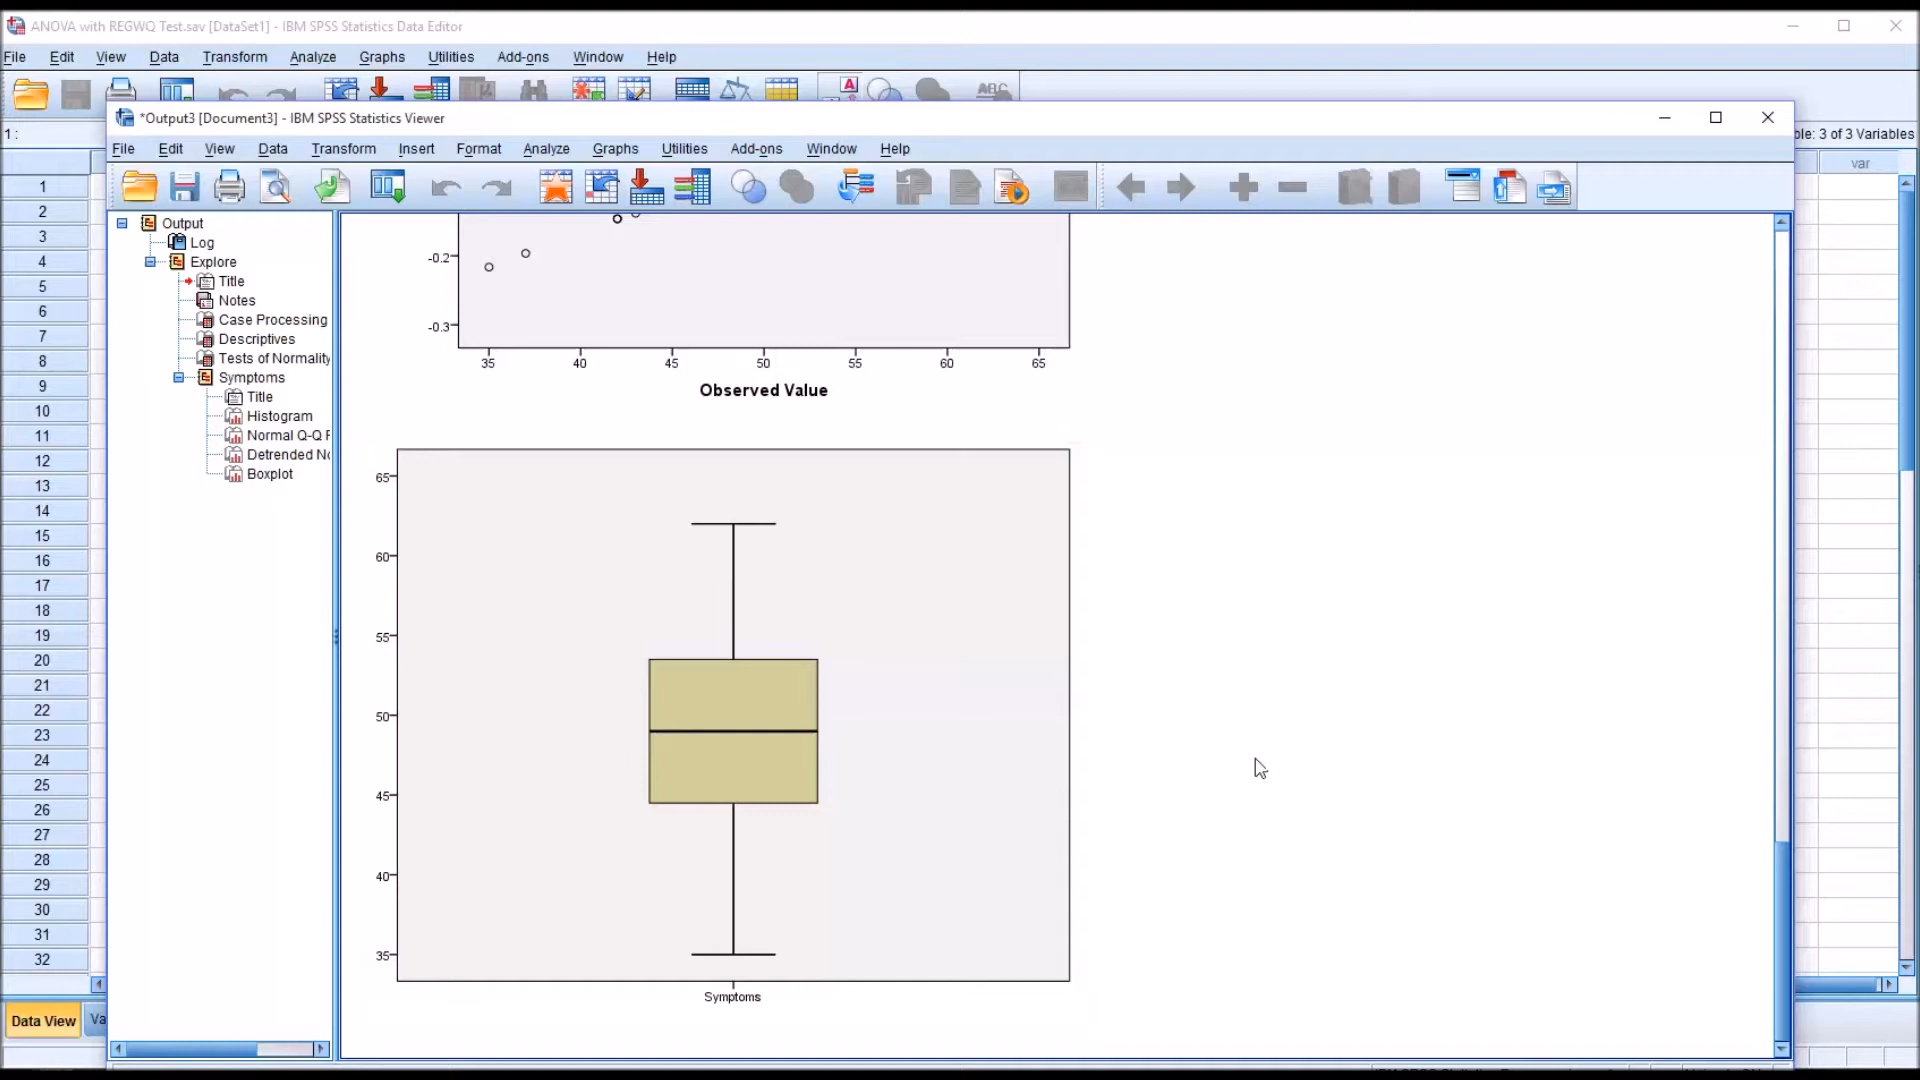 ANOVA with REGWQ Test.sav [DataSet1] - IBM SPSS Statistics Data Editor
File Edit View Data Transform Analyze Graphs Utilities Add-ons Window Help
A ABC
*Output3 [Document3] - IBM SPSS Statistics Viewer
1 :
ble: 3 of 3 Variables
File Edit View Data Transform Insert Format Analyze Graphs Utilities Add-ons Window Help
var
1
2
3
4
5
6
7
8
9
10
11
12
13
14
15
16
17
18
19
20
21
22
23
24
25
26
27
28
29
30
31
32
Output
Log
Explore
Title
Notes
Case Processing
Descriptives
Tests of Normality
Symptoms
Title
Histogram
Normal Q-Q P
Detrended No
Boxplot
-0.2
-0.3
35 40 45 50 55 60 65
Observed Value
65
60
55
50
45
40
35
Symptoms
Data View Va